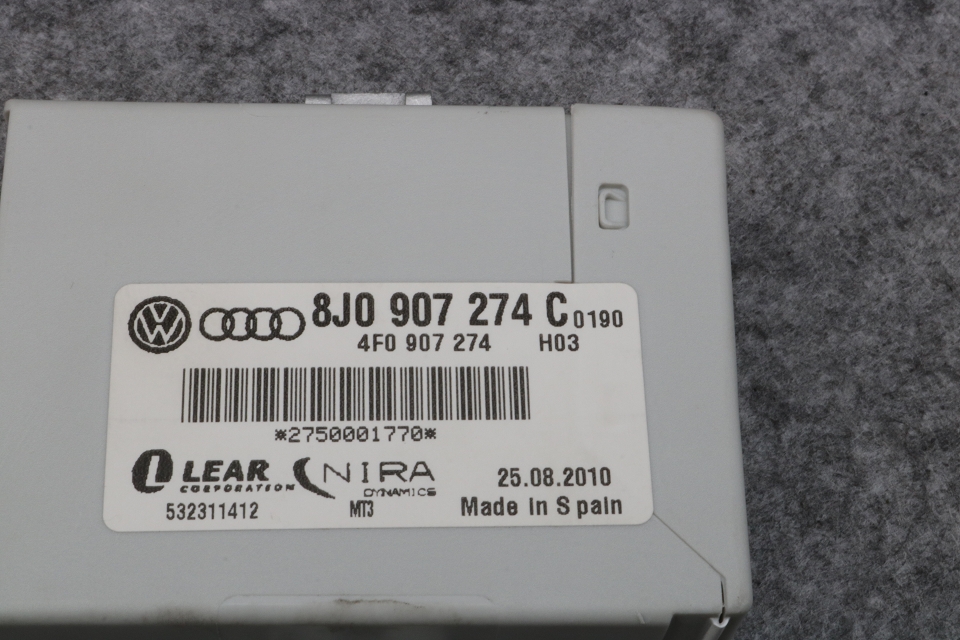 8J0 907 274 C 0190
4F0 907 274 H03
*2750001770*
LEAR NIRA
CORPORATION DYNAMICS
25.08.2010
532311412 MT3 Made in Spain